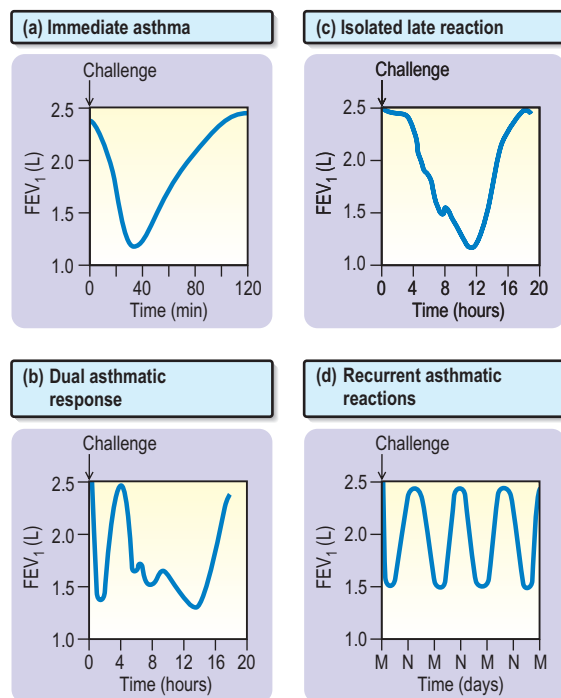 (a) Immediate asthma
Challenge
FEV₁ (L)
2.5
2.0
1.5
1.0
0 40 80 120
Time (min)
(c) Isolated late reaction
Challenge
FEV₁ (L)
2.5
2.0
1.5
1.0
0 4 8 12 16 20
Time (hours)
(b) Dual asthmatic
response
Challenge
FEV₁ (L)
2.5
2.0
1.5
1.0
0 4 8 12 16 20
Time (hours)
(d) Recurrent asthmatic
reactions
Challenge
FEV₁ (L)
2.5
2.0
1.5
1.0
M N M N M N M
Time (days)